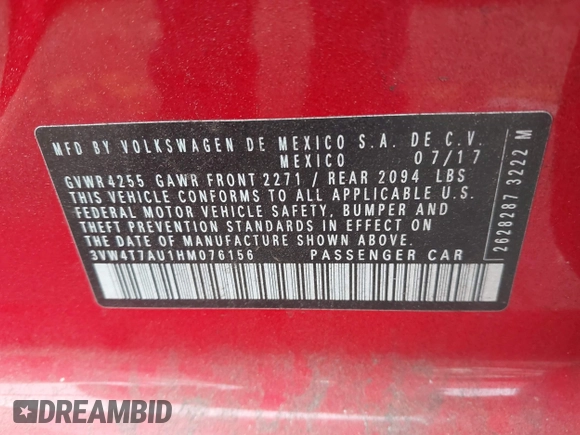 MFD BY VOLKSWAGEN DE MEXICO S.A. DE C.V.
MEXICO 07/17
GVWR 4255 GAWR FRONT 2271 / REAR 2094 LBS
THIS VEHICLE CONFORMS TO ALL APPLICABLE U.S.
FEDERAL MOTOR VEHICLE SAFETY, BUMPER AND
THEFT PREVENTION STANDARDS IN EFFECT ON
THE DATE OF MANUFACTURE SHOWN ABOVE.
3VW4T7AU1HM076156 PASSENGER CAR
2628287 3222 M
DREAMBID